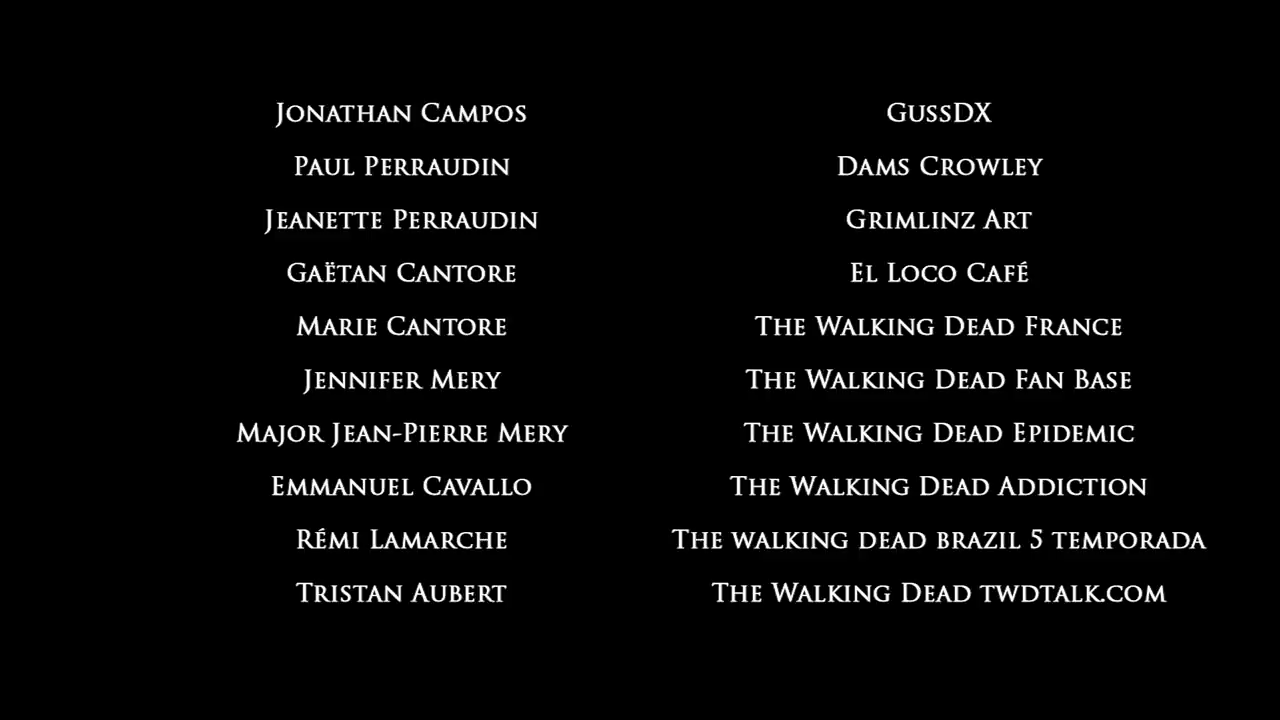 Jonathan Campos
Paul Perraudin
Jeanette Perraudin
Gaëtan Cantore
Marie Cantore
Jennifer Mery
Major Jean-Pierre Mery
Emmanuel Cavallo
Rémi Lamarche
Tristan Aubert
GussDX
Dams Crowley
Grimlinz Art
El Loco Café
The Walking Dead France
The Walking Dead Fan Base
The Walking Dead Epidemic
The Walking Dead Addiction
The walking dead brazil 5 temporada
The Walking Dead twdtalk.com